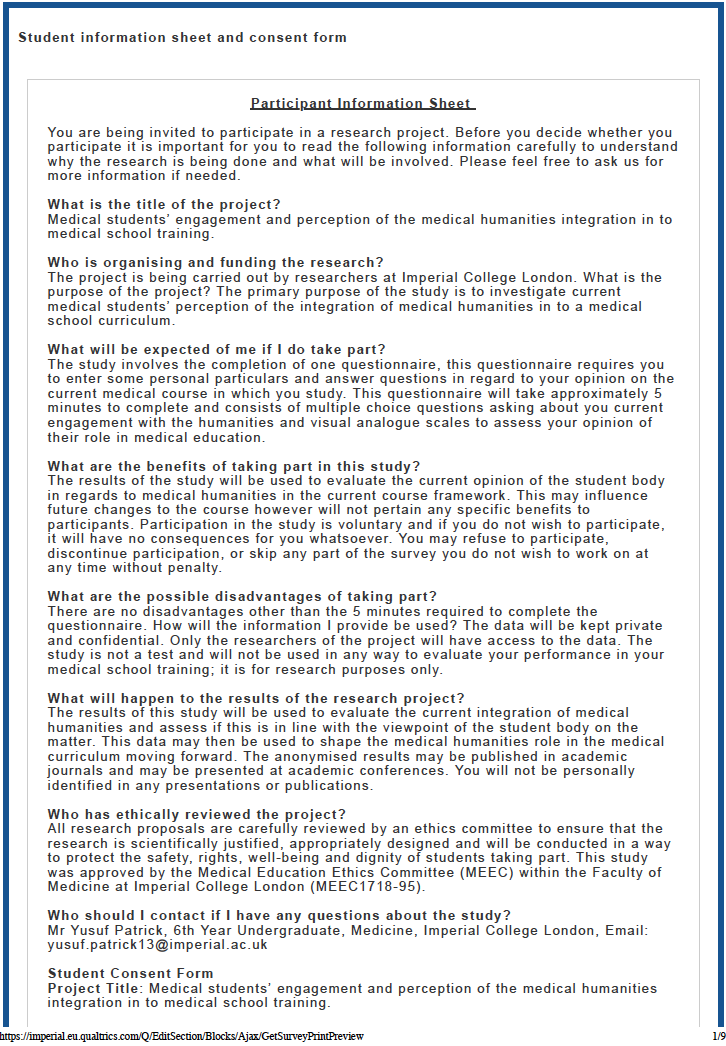 Student information sheet and consent form
Participant Information Sheet
You are being invited to participate in a research project. Before you decide whether you
participate it is important for you to read the following information carefully to understand
why the research is being done and what will be involved. Please feel free to ask us for
more information if needed.
What is the title of the project?
Medical students’ engagement and perception of the medical humanities integration in to
medical school training.
Who is organising and funding the research?
The project is being carried out by researchers at Imperial College London. What is the
purpose of the project? The primary purpose of the study is to investigate current
medical students’ perception of the integration of medical humanities in to a medical
school curriculum.
What will be expected of me if I do take part?
The study involves the completion of one questionnaire, this questionnaire requires you
to enter some personal particulars and answer questions in regard to your opinion on the
current medical course in which you study. This questionnaire will take approximately 5
minutes to complete and consists of multiple choice questions asking about you current
engagement with the humanities and visual analogue scales to assess your opinion of
their role in medical education.
What are the benefits of taking part in this study?
The results of the study will be used to evaluate the current opinion of the student body
in regards to medical humanities in the current course framework. This may influence
future changes to the course however will not pertain any specific benefits to
participants. Participation in the study is voluntary and if you do not wish to participate,
it will have no consequences for you whatsoever. You may refuse to participate,
discontinue participation, or skip any part of the survey you do not wish to work on at
any time without penalty.
What are the possible disadvantages of taking part?
There are no disadvantages other than the 5 minutes required to complete the
questionnaire. How will the information I provide be used? The data will be kept private
and confidential. Only the researchers of the project will have access to the data. The
study is not a test and will not be used in any way to evaluate your performance in your
medical school training; it is for research purposes only.
What will happen to the results of the research project?
The results of this study will be used to evaluate the current integration of medical
humanities and assess if this is in line with the viewpoint of the student body on the
matter. This data may then be used to shape the medical humanities role in the medical
curriculum moving forward. The anonymised results may be published in academic
journals and may be presented at academic conferences. You will not be personally
identified in any presentations or publications.
Who has ethically reviewed the project?
All research proposals are carefully reviewed by an ethics committee to ensure that the
research is scientifically justified, appropriately designed and will be conducted in a way
to protect the safety, rights, well-being and dignity of students taking part. This study
was approved by the Medical Education Ethics Committee (MEEC) within the Faculty of
Medicine at Imperial College London (MEEC1718-95).
Who should I contact if I have any questions about the study?
Mr Yusuf Patrick, 6th Year Undergraduate, Medicine, Imperial College London, Email:
yusuf.patrick13@imperial.ac.uk
Student Consent Form
Project Title: Medical students’ engagement and perception of the medical humanities
integration in to medical school training.
https://imperial.eu.qualtrics.com/Q/EditSection/Blocks/Ajax/GetSurveyPrintPreview 1/9